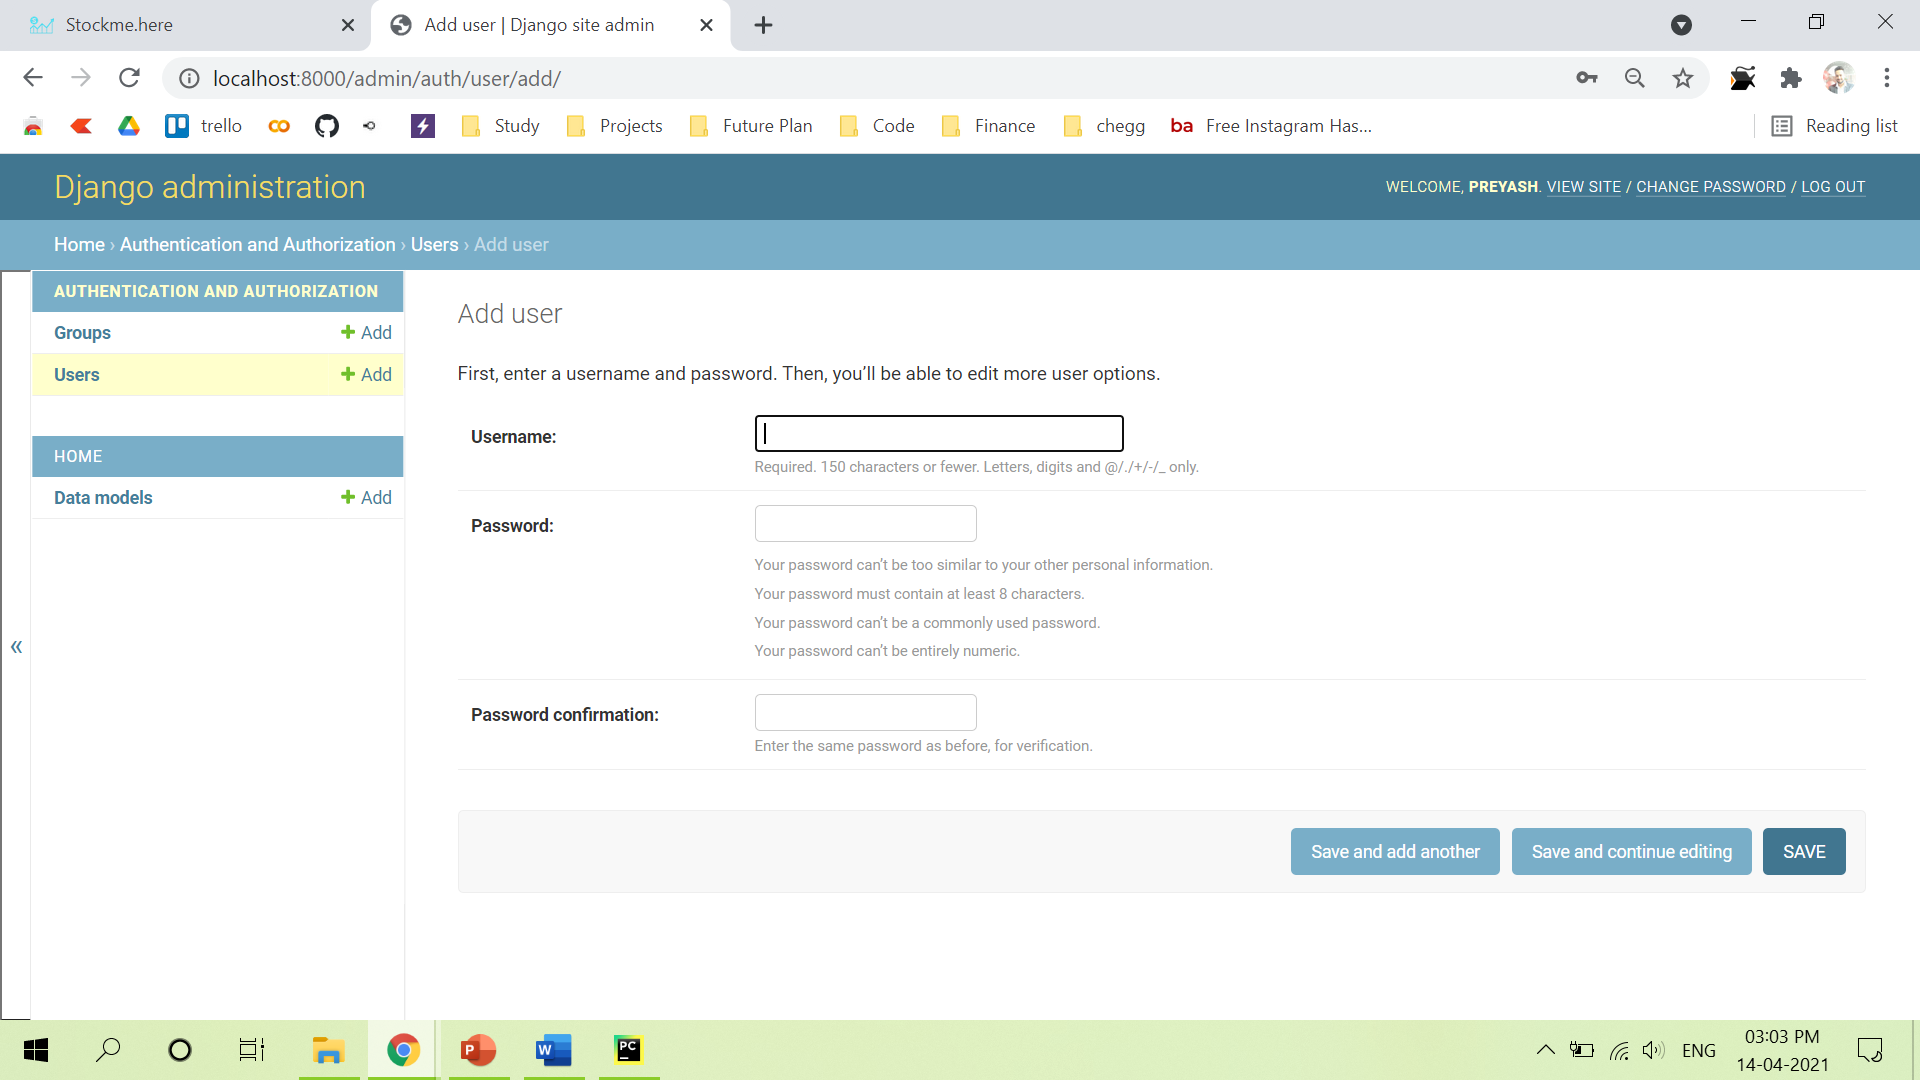 Stockme.here
Add user | Django site admin
localhost:8000/admin/auth/user/add/
trello
Study
Projects
Future Plan
Code
Finance
chegg
ba Free Instagram Has...
Reading list
Django administration
WELCOME, PREYASH. VIEW SITE / CHANGE PASSWORD / LOG OUT
Home › Authentication and Authorization › Users › Add user
AUTHENTICATION AND AUTHORIZATION
Groups
+ Add
Users
+ Add
HOME
Data models
+ Add
«
Add user
First, enter a username and password. Then, you’ll be able to edit more user options.
Username:
Required. 150 characters or fewer. Letters, digits and @/./+/-/_ only.
Password:
Your password can’t be too similar to your other personal information.
Your password must contain at least 8 characters.
Your password can’t be a commonly used password.
Your password can’t be entirely numeric.
Password confirmation:
Enter the same password as before, for verification.
Save and add another
Save and continue editing
SAVE
P
W
PC
ENG
03:03 PM
14-04-2021